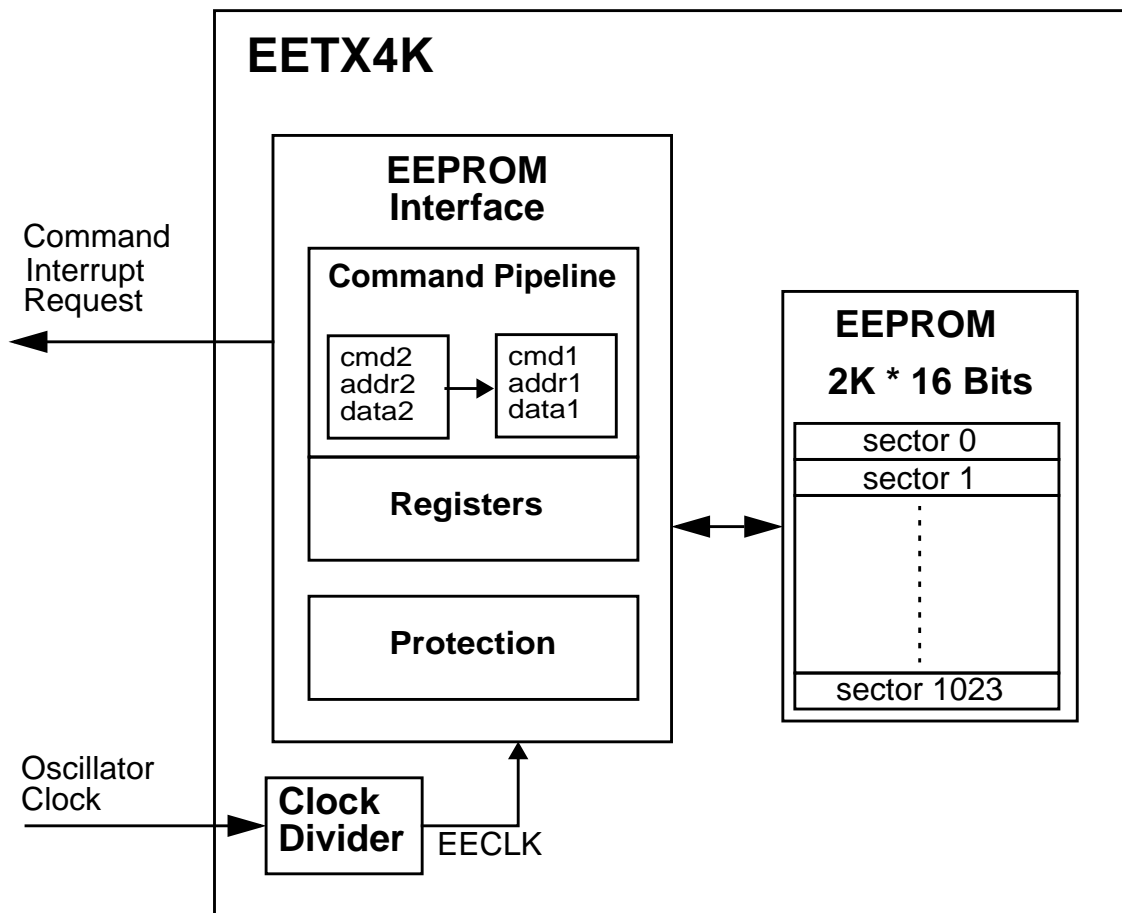 EETX4K
EEPROM
Interface
Command
Interrupt
Request
Command Pipeline
cmd2
addr2
data2
cmd1
addr1
data1
Registers
Protection
EEPROM
2K * 16 Bits
sector 0
sector 1
sector 1023
Oscillator
Clock
Clock
Divider
EECLK